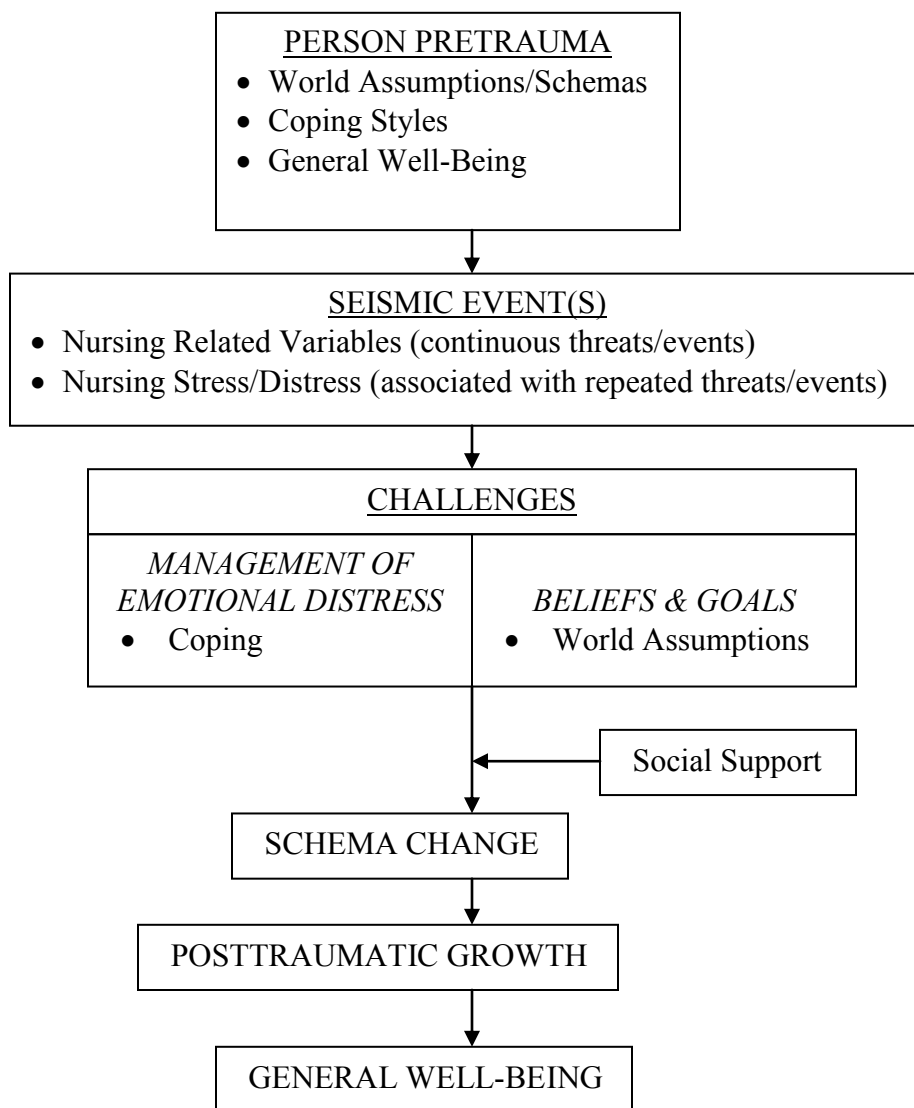 PERSON PRETRAUMA
• World Assumptions/Schemas
• Coping Styles
• General Well-Being
SEISMIC EVENT(S)
• Nursing Related Variables (continuous threats/events)
• Nursing Stress/Distress (associated with repeated threats/events)
CHALLENGES
MANAGEMENT OF
EMOTIONAL DISTRESS
• Coping
BELIEFS & GOALS
• World Assumptions
Social Support
SCHEMA CHANGE
POSTTRAUMATIC GROWTH
GENERAL WELL-BEING